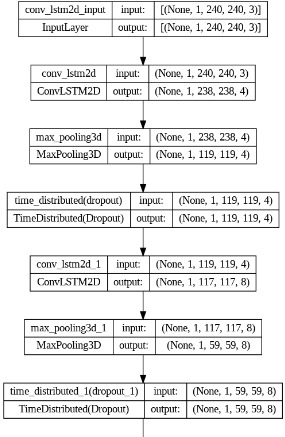 conv_lstm2d_input input: [(None, 1, 240, 240, 3)]
InputLayer output: [(None, 1, 240, 240, 3)]
conv_lstm2d input: (None, 1, 240, 240, 3)
ConvLSTM2D output: (None, 1, 238, 238, 4)
max_pooling3d input: (None, 1, 238, 238, 4)
MaxPooling3D output: (None, 1, 119, 119, 4)
time_distributed(dropout) input: (None, 1, 119, 119, 4)
TimeDistributed(Dropout) output: (None, 1, 119, 119, 4)
conv_lstm2d_1 input: (None, 1, 119, 119, 4)
ConvLSTM2D output: (None, 1, 117, 117, 8)
max_pooling3d_1 input: (None, 1, 117, 117, 8)
MaxPooling3D output: (None, 1, 59, 59, 8)
time_distributed_1(dropout_1) input: (None, 1, 59, 59, 8)
TimeDistributed(Dropout) output: (None, 1, 59, 59, 8)